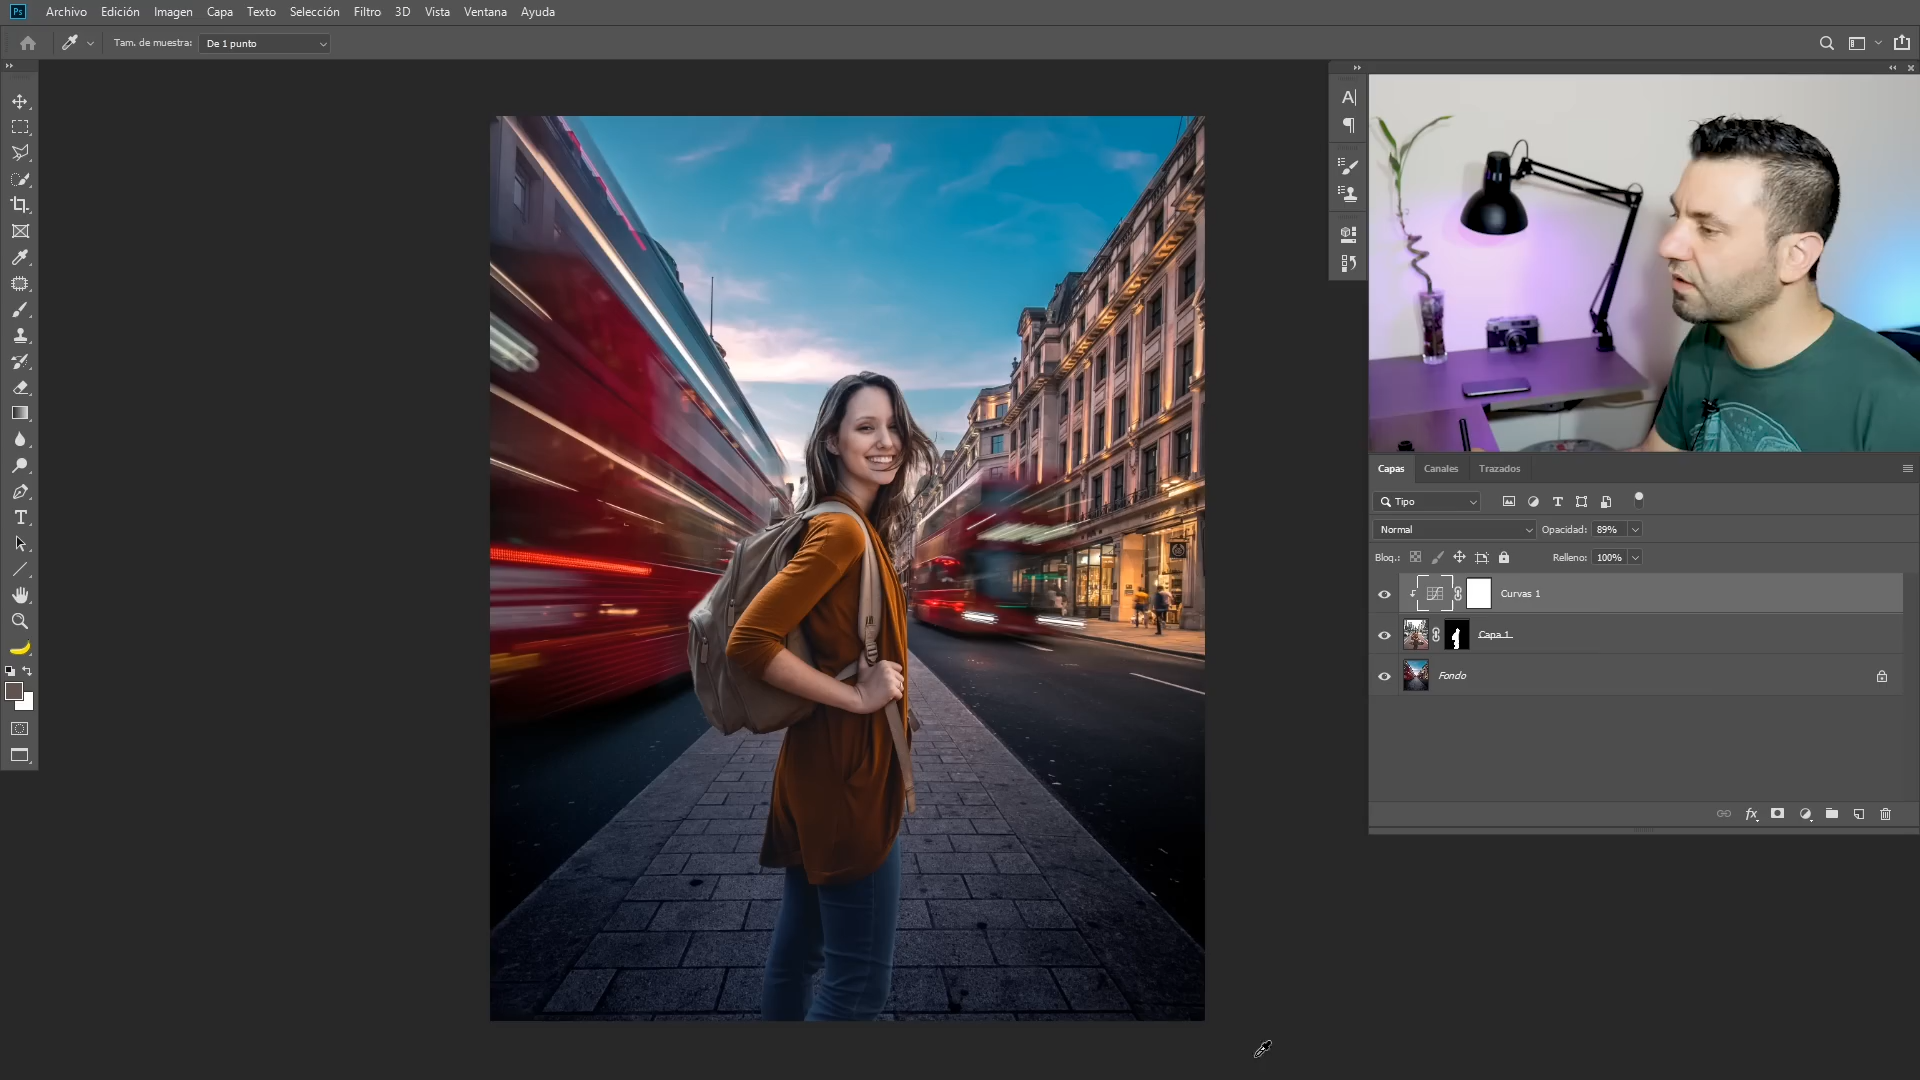 Ps Archivo Edición Imagen Capa Texto Selección Filtro 3D Vista Ventana Ayuda
Tam. de muestra: De 1 punto
Capas Canales Trazados
Tipo
Normal Opacidad: 89%
Bloq.: Relleno: 100%
Curvas 1
Capa 1
Fondo